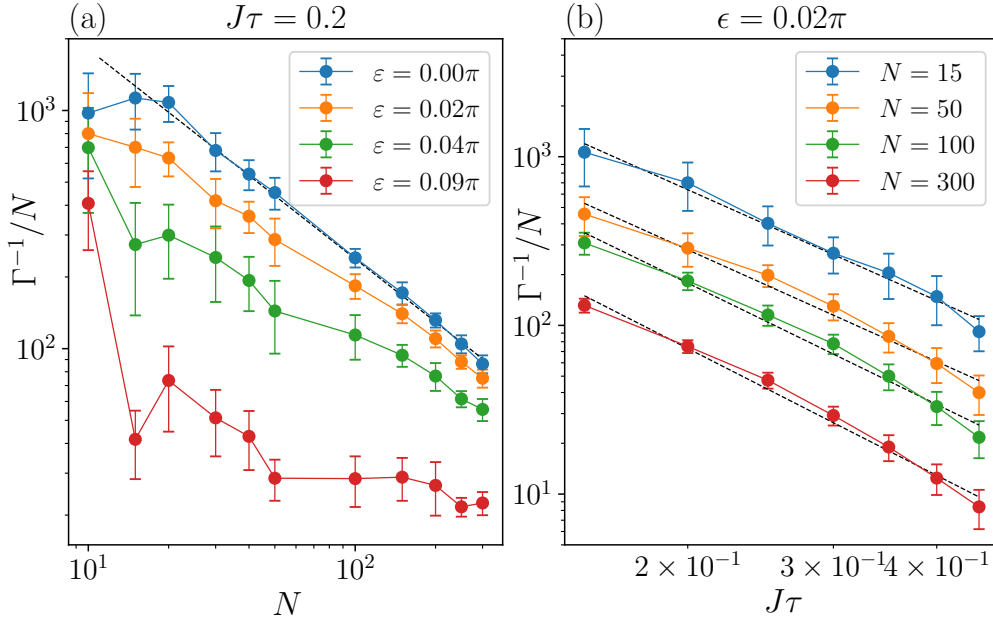 (a) Jτ = 0.2
Γ⁻¹/N
10³
10²
ε = 0.00π
ε = 0.02π
ε = 0.04π
ε = 0.09π
10¹ 10²
N
(b) ϵ = 0.02π
Γ⁻¹/N
10³
10²
10¹
N = 15
N = 50
N = 100
N = 300
2 × 10⁻¹ 3 × 10⁻¹ 4 × 10⁻¹
Jτ